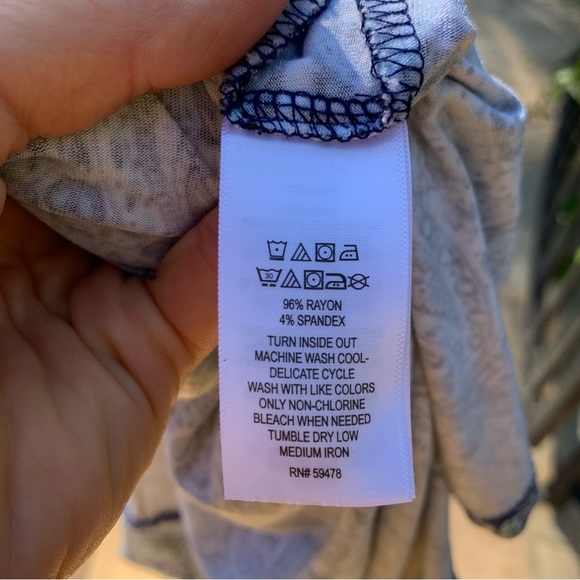 30
96% RAYON
4% SPANDEX
TURN INSIDE OUT
MACHINE WASH COOL-
DELICATE CYCLE
WASH WITH LIKE COLORS
ONLY NON-CHLORINE
BLEACH WHEN NEEDED
TUMBLE DRY LOW
MEDIUM IRON
RN# 59478